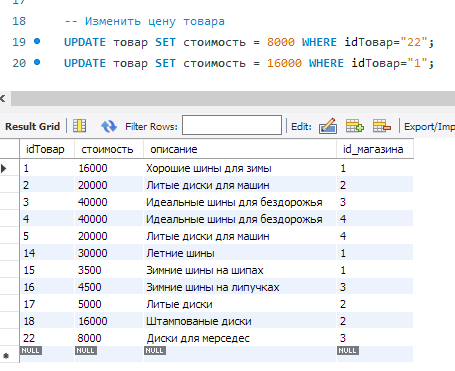 17
18 -- Изменить цену товара
19 UPDATE товар SET стоимость = 8000 WHERE idТовар="22";
20 UPDATE товар SET стоимость = 16000 WHERE idТовар="1";
Result Grid Filter Rows: Edit: Export/Imp
idТовар стоимость описание id_магазина
1 16000 Хорошие шины для зимы 1
2 20000 Литые диски для машин 2
3 40000 Идеальные шины для бездорожья 3
4 40000 Идеальные шины для бездорожья 4
5 20000 Литые диски для машин 4
14 30000 Летние шины 1
15 3500 Зимние шины на шипах 1
16 4500 Зимние шины на липучках 3
17 5000 Литые диски 2
18 16000 Штампованые диски 2
22 8000 Диски для мерседес 3
NULL NULL NULL NULL